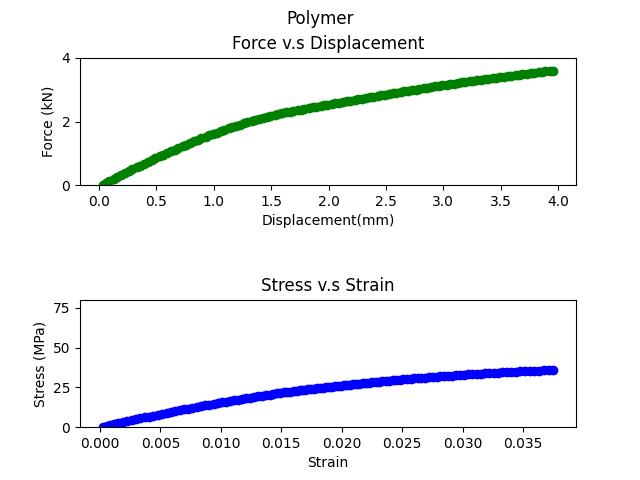 Polymer
Force v.s Displacement
4
2
0
Force (kN)
0.0 0.5 1.0 1.5 2.0 2.5 3.0 3.5 4.0
Displacement(mm)
Stress v.s Strain
75
50
25
0
Stress (MPa)
0.000 0.005 0.010 0.015 0.020 0.025 0.030 0.035
Strain